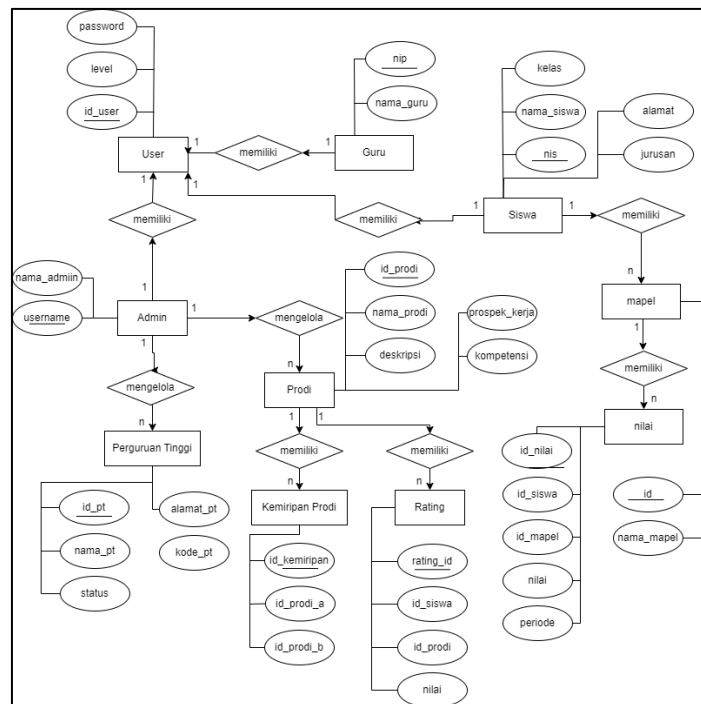 password
level
id_user
User
1
1
1
1
memiliki
1
Guru
nip
nama_guru
kelas
nama_siswa
nis
alamat
jurusan
memiliki
memiliki
1
Siswa
1
memiliki
n
mapel
1
memiliki
n
nilai
nama_admiin
username
1
Admin
1
1
mengelola
n
mengelola
n
Perguruan Tinggi
id_pt
nama_pt
status
alamat_pt
kode_pt
id_prodi
nama_prodi
deskripsi
prospek_kerja
kompetensi
Prodi
1
1
memiliki
n
Kemiripan Prodi
id_kemiripan
id_prodi_a
id_prodi_b
memiliki
n
Rating
rating_id
id_siswa
id_prodi
nilai
id_nilai
id_siswa
id_mapel
nilai
periode
id
nama_mapel